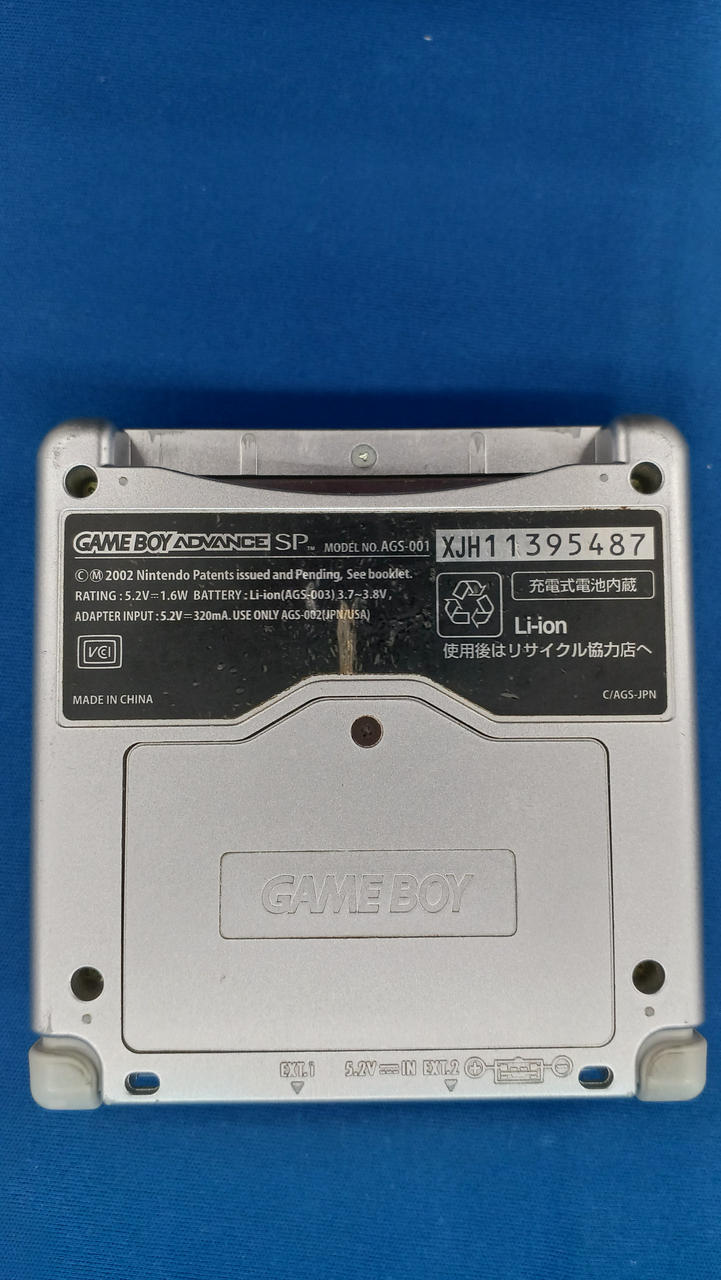 GAME BOY ADVANCE SP™ MODEL NO. AGS-001 XJH11395487
©Ⓜ 2002 Nintendo Patents issued and Pending, See booklet.
RATING : 5.2V⎓1.6W BATTERY : Li-ion(AGS-003) 3.7~3.8V ,
ADAPTER INPUT : 5.2V⎓320mA. USE ONLY AGS-002(JPN/USA)
充電式電池内蔵
Li-ion
使用後はリサイクル協力店へ
VCI
MADE IN CHINA
C/AGS-JPN
GAME BOY
EXT.1 5.2V⎓IN EXT.2